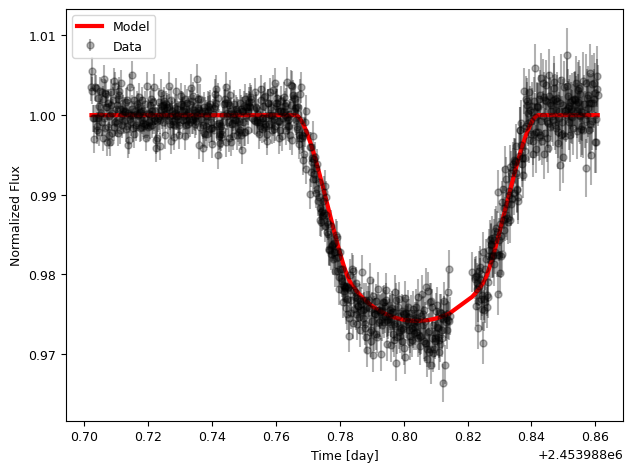 Model
Data
1.01
1.00
0.99
0.98
0.97
Normalized Flux
0.70 0.72 0.74 0.76 0.78 0.80 0.82 0.84 0.86
Time [day]
+2.453988e6